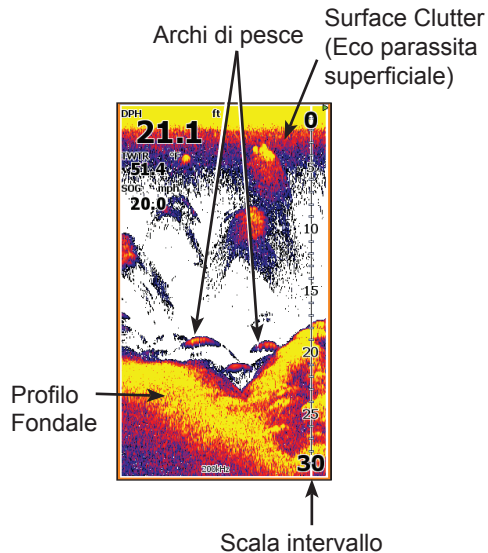 Archi di pesce
Surface Clutter
(Eco parassita
superficiale)
DPH ft
21.1
WTR °F
51.4
SOG mph
20.0
0
10
15
20
25
30
200kHz
Profilo
Fondale
Scala intervallo